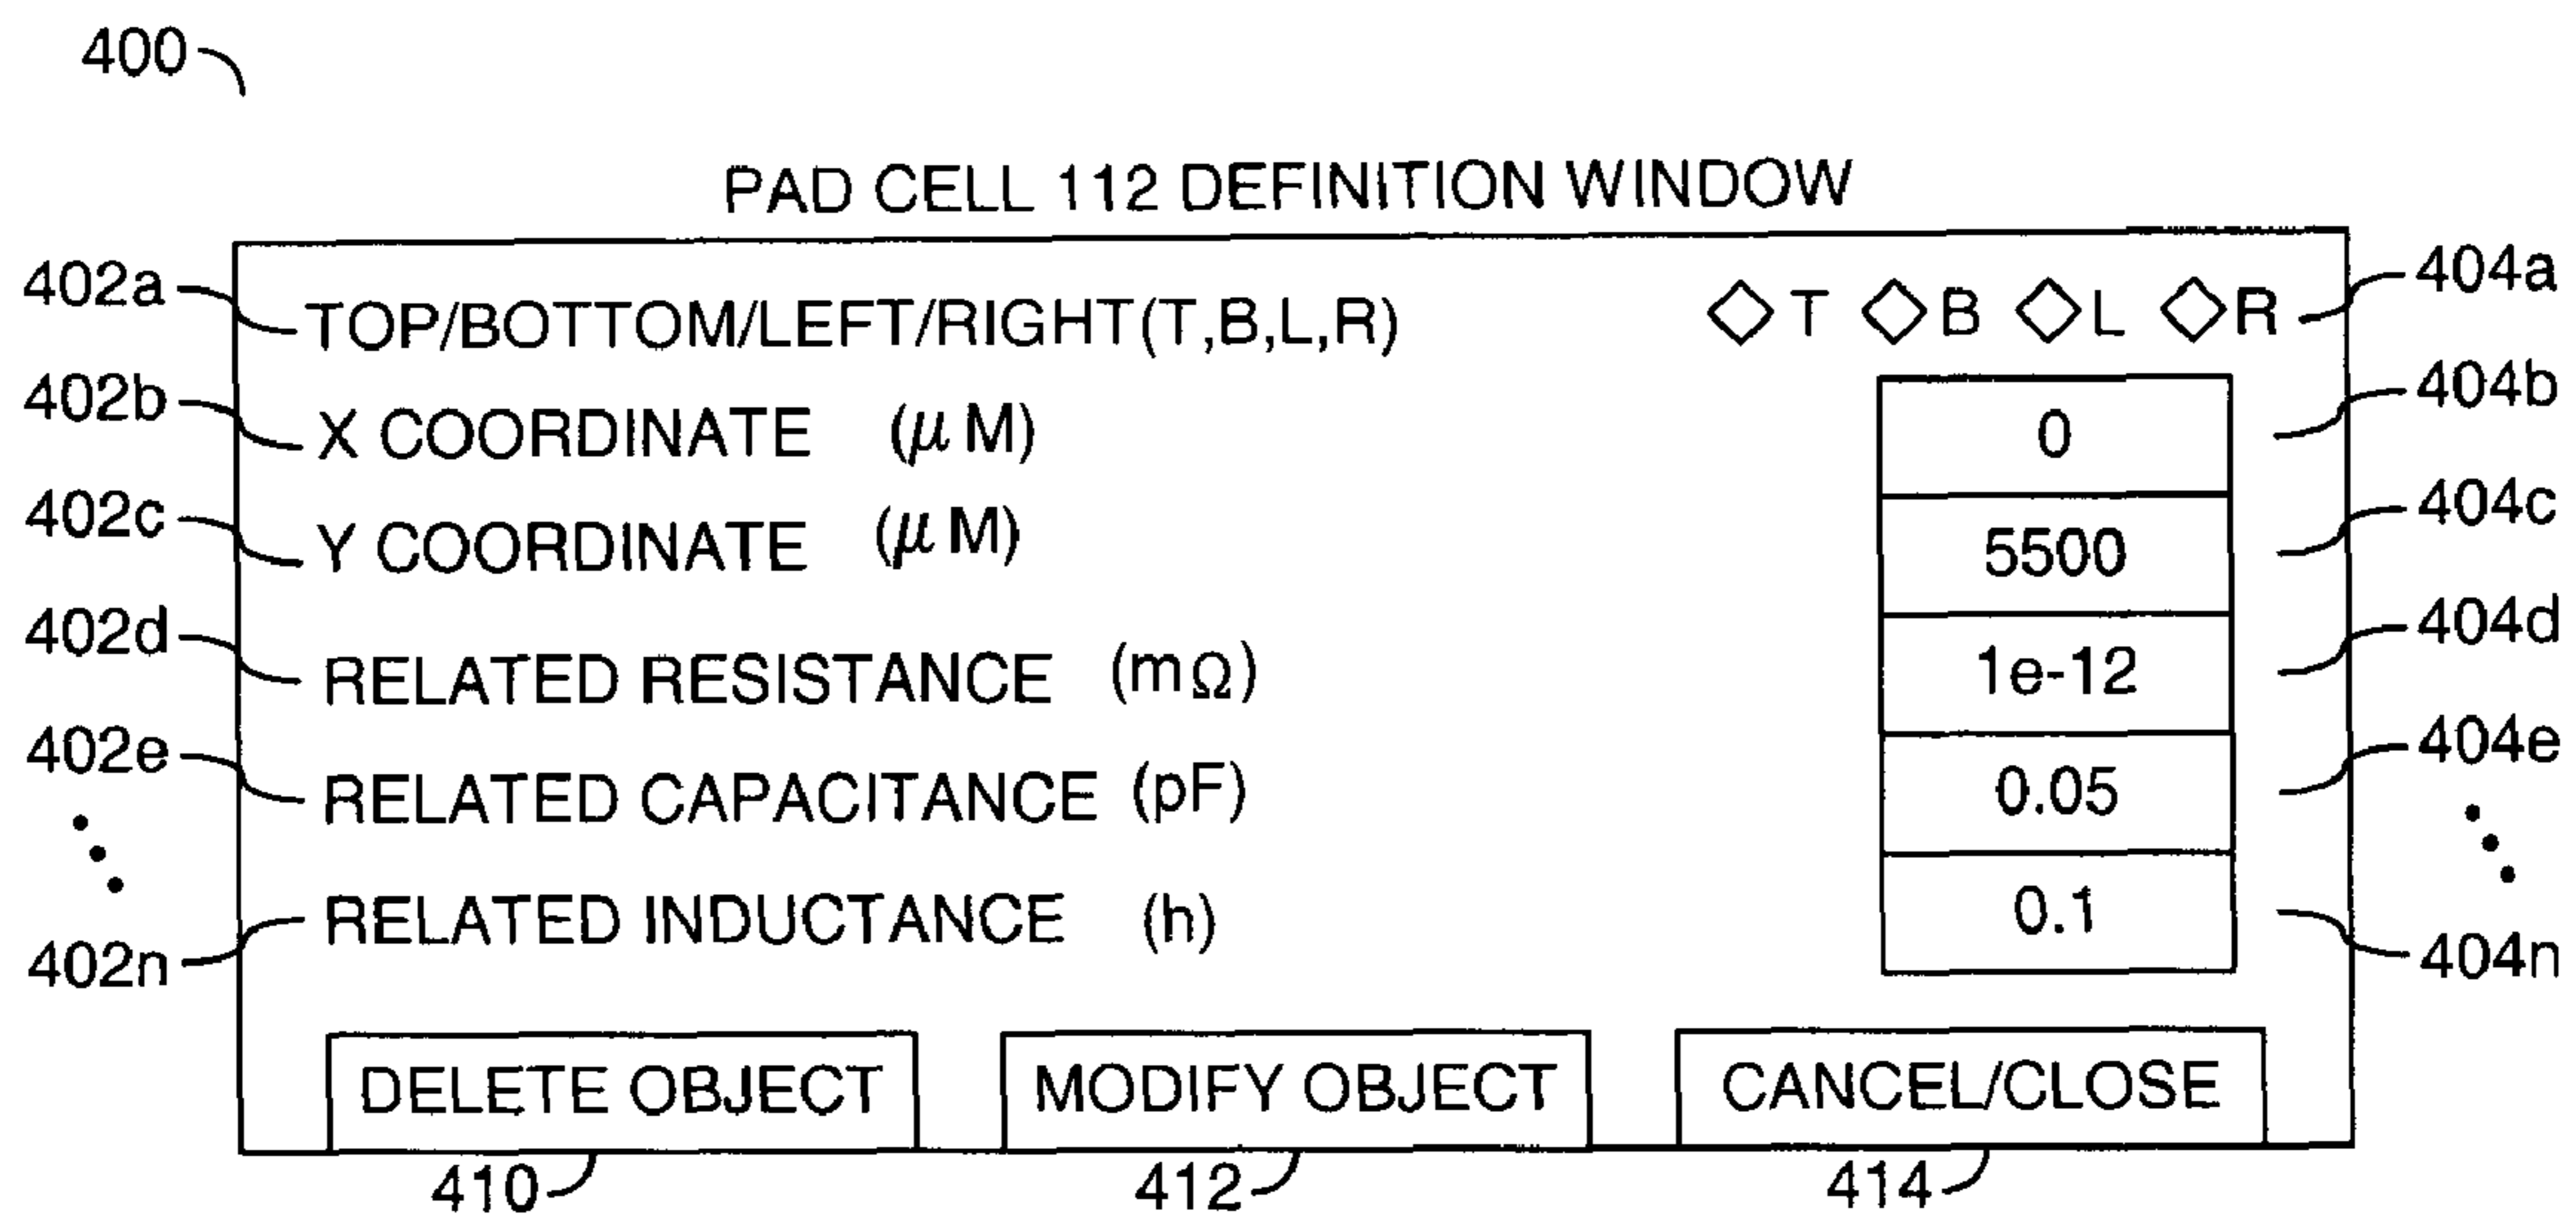 400
PAD CELL 112 DEFINITION WINDOW
402a TOP/BOTTOM/LEFT/RIGHT(T,B,L,R) T B L R 404a
402b X COORDINATE (μM) 0 404b
402c Y COORDINATE (μM) 5500 404c
402d RELATED RESISTANCE (mΩ) 1e-12 404d
402e RELATED CAPACITANCE (pF) 0.05 404e
402n RELATED INDUCTANCE (h) 0.1 404n
DELETE OBJECT MODIFY OBJECT CANCEL/CLOSE
410 412 414